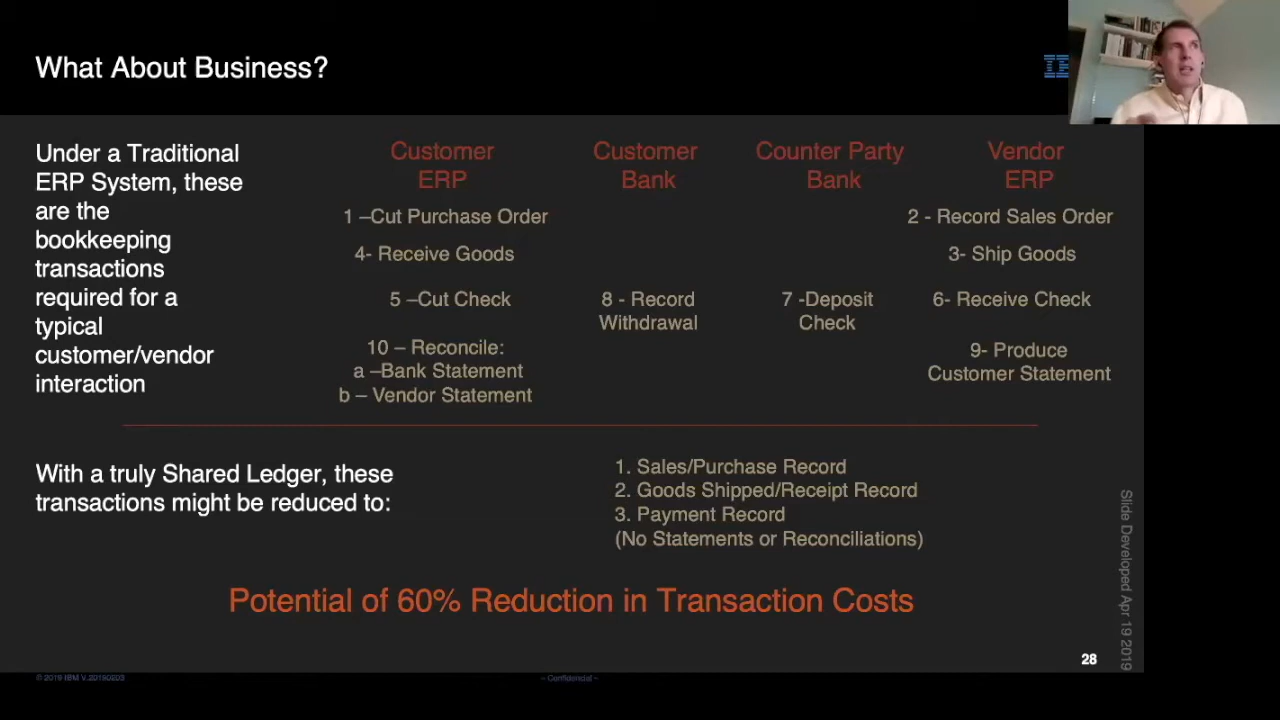 What About Business?
Under a Traditional
ERP System, these
are the
bookkeeping
transactions
required for a
typical
customer/vendor
interaction
Customer
ERP
Customer
Bank
Counter Party
Bank
Vendor
ERP
1 –Cut Purchase Order
2 - Record Sales Order
4- Receive Goods
3- Ship Goods
5 –Cut Check
8 - Record
Withdrawal
7 -Deposit
Check
6- Receive Check
10 – Reconcile:
a –Bank Statement
b – Vendor Statement
9- Produce
Customer Statement
With a truly Shared Ledger, these
transactions might be reduced to:
1. Sales/Purchase Record
2. Goods Shipped/Receipt Record
3. Payment Record
(No Statements or Reconciliations)
Potential of 60% Reduction in Transaction Costs
Slide Developed Apr 19 2019
28
© 2019 IBM V.20190203
– Confidential –